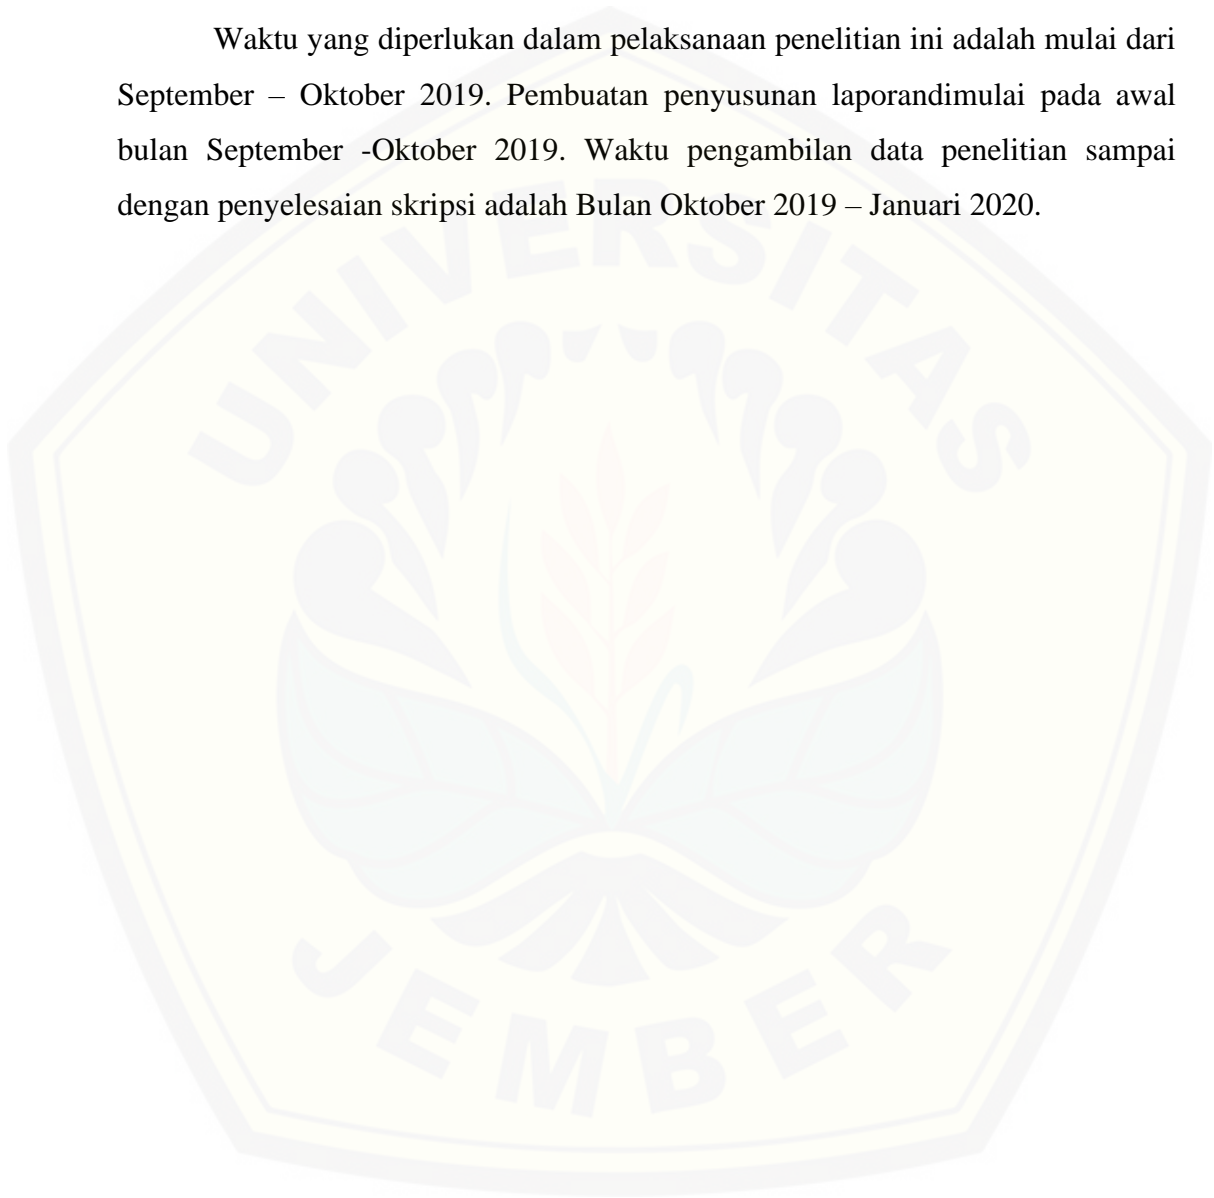 Waktu yang diperlukan dalam pelaksanaan penelitian ini adalah mulai dari
September – Oktober 2019. Pembuatan penyusunan laporandimulai pada awal
bulan September -Oktober 2019. Waktu pengambilan data penelitian sampai
dengan penyelesaian skripsi adalah Bulan Oktober 2019 – Januari 2020.
UNIVERSITAS
JEMBER